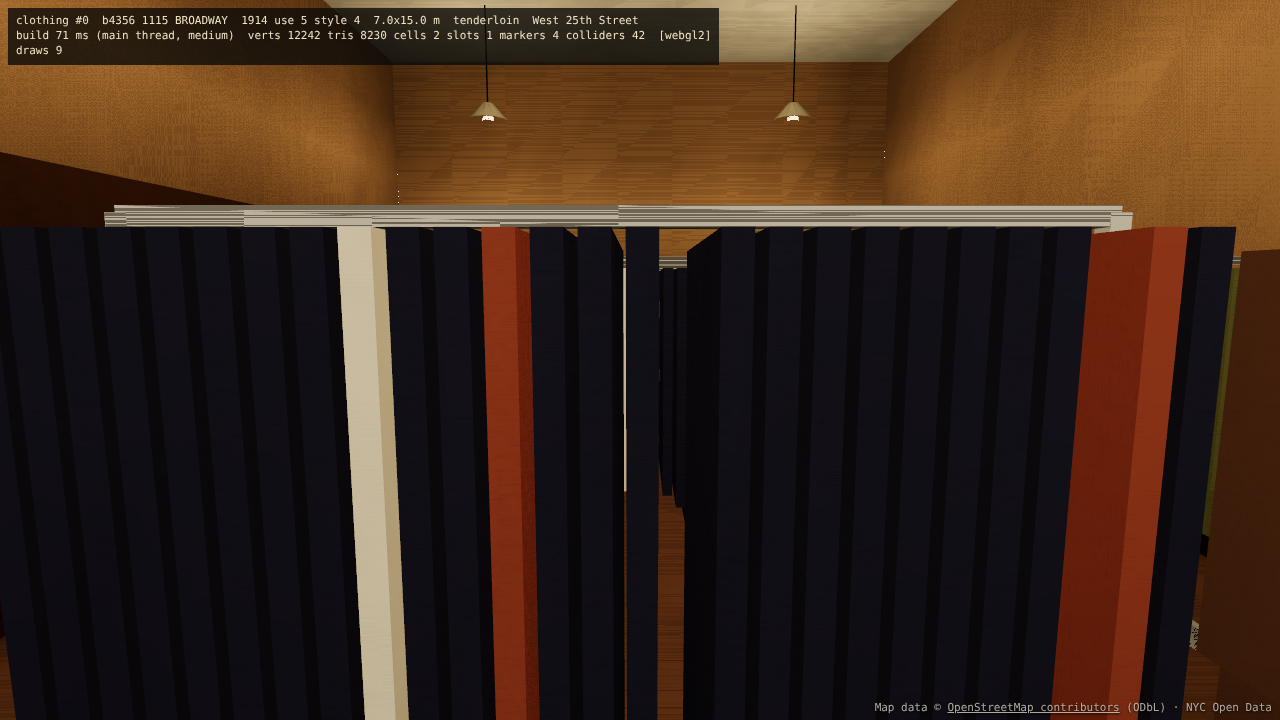 clothing #0  b4356 1115 BROADWAY  1914 use 5 style 4  7.0x15.0 m  tenderloin  West 25th Street
build 71 ms (main thread, medium)  verts 12242 tris 8230 cells 2 slots 1 markers 4 colliders 42  [webgl2]
draws 9
Map data © OpenStreetMap contributors (ODbL) · NYC Open Data